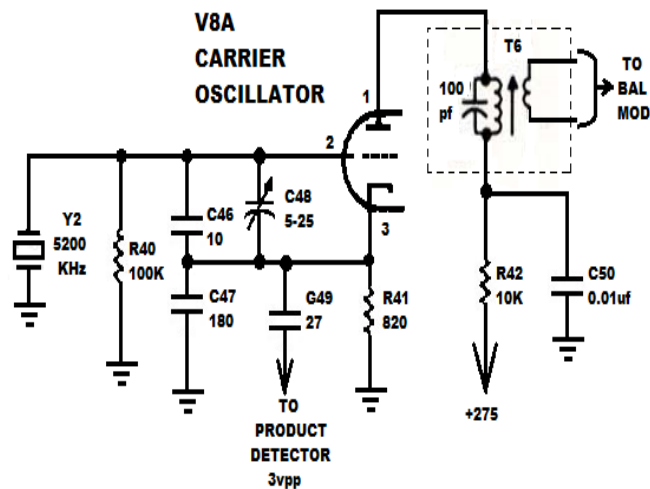 V8A
CARRIER
OSCILLATOR
1
2
3
T6
100
pf
TO
BAL
MOD
Y2
5200
KHz
R40
100K
C46
10
C48
5-25
C47
180
G49
27
R41
820
R42
10K
C50
0.01uf
TO
PRODUCT
DETECTOR
3vpp
+275